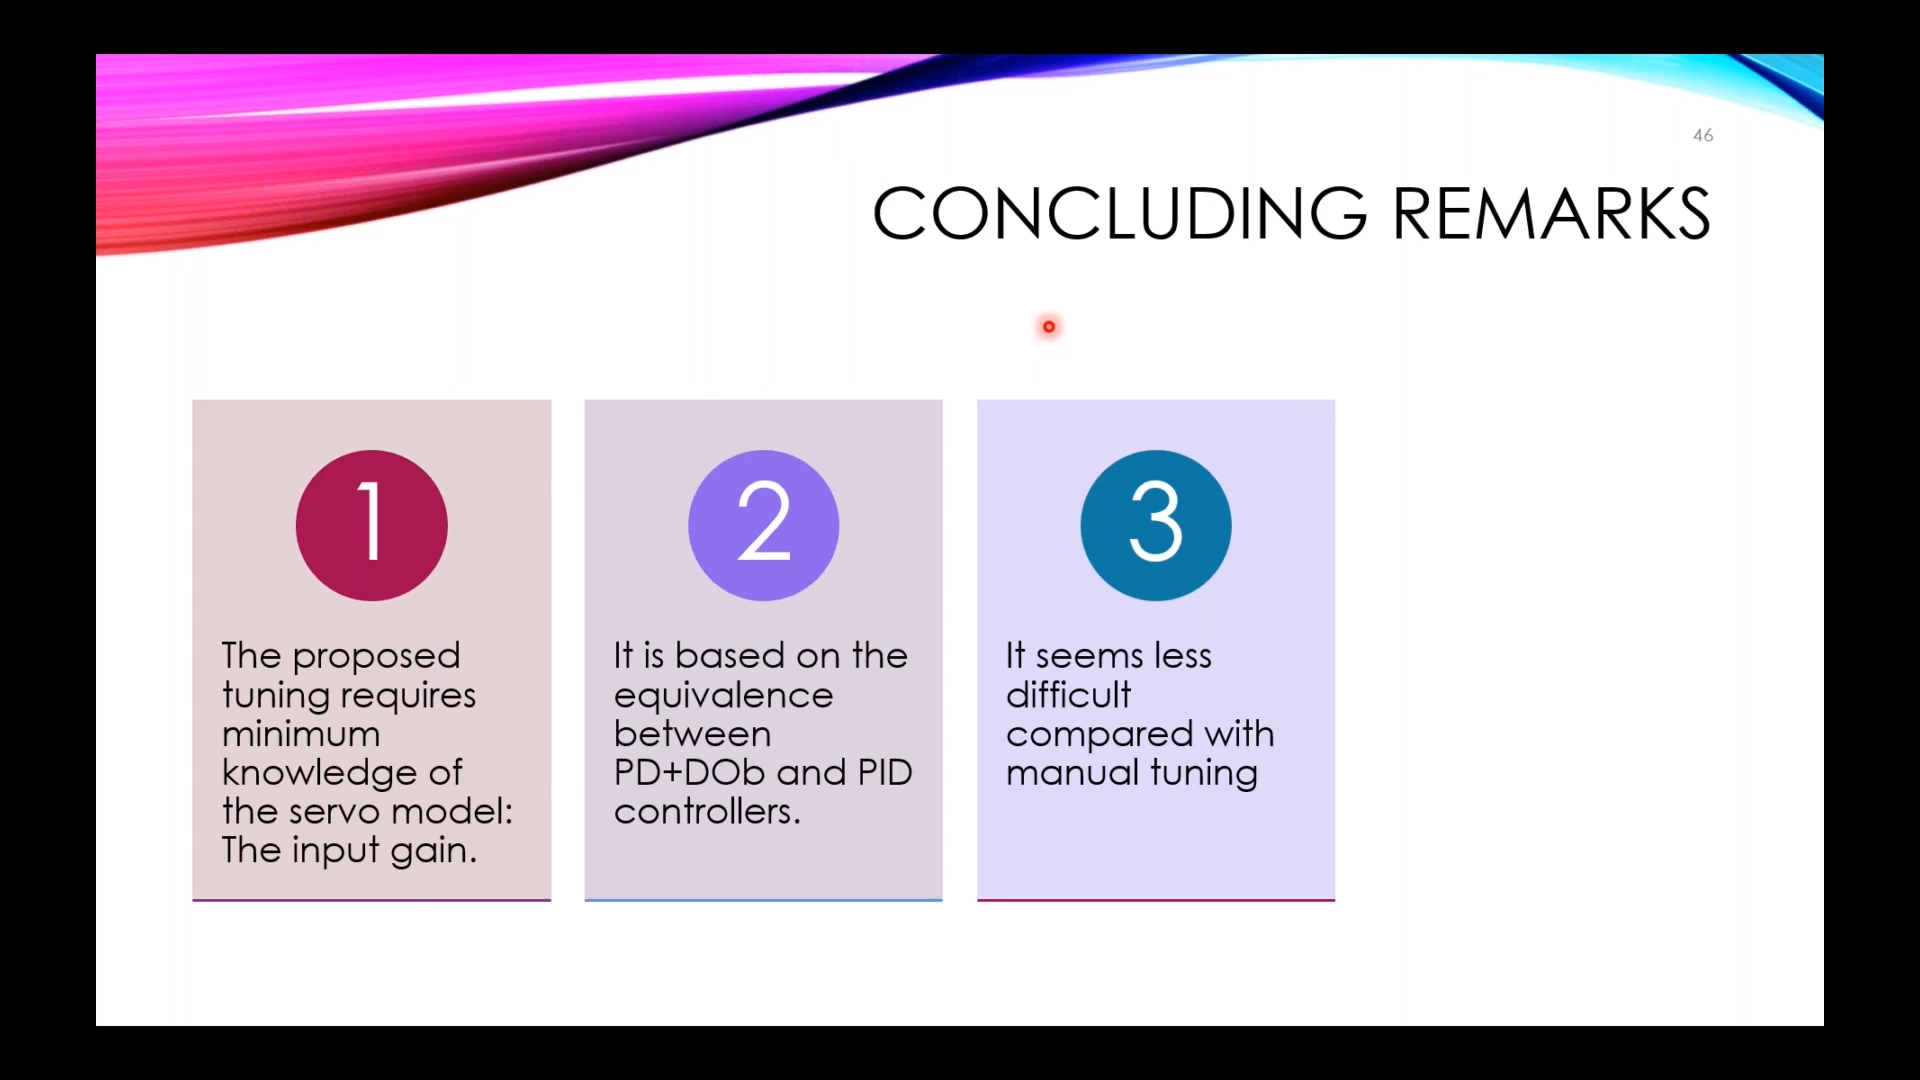 46
CONCLUDING REMARKS
1
The proposed
tuning requires
minimum
knowledge of
the servo model:
The input gain.
2
It is based on the
equivalence
between
PD+DOb and PID
controllers.
3
It seems less
difficult
compared with
manual tuning